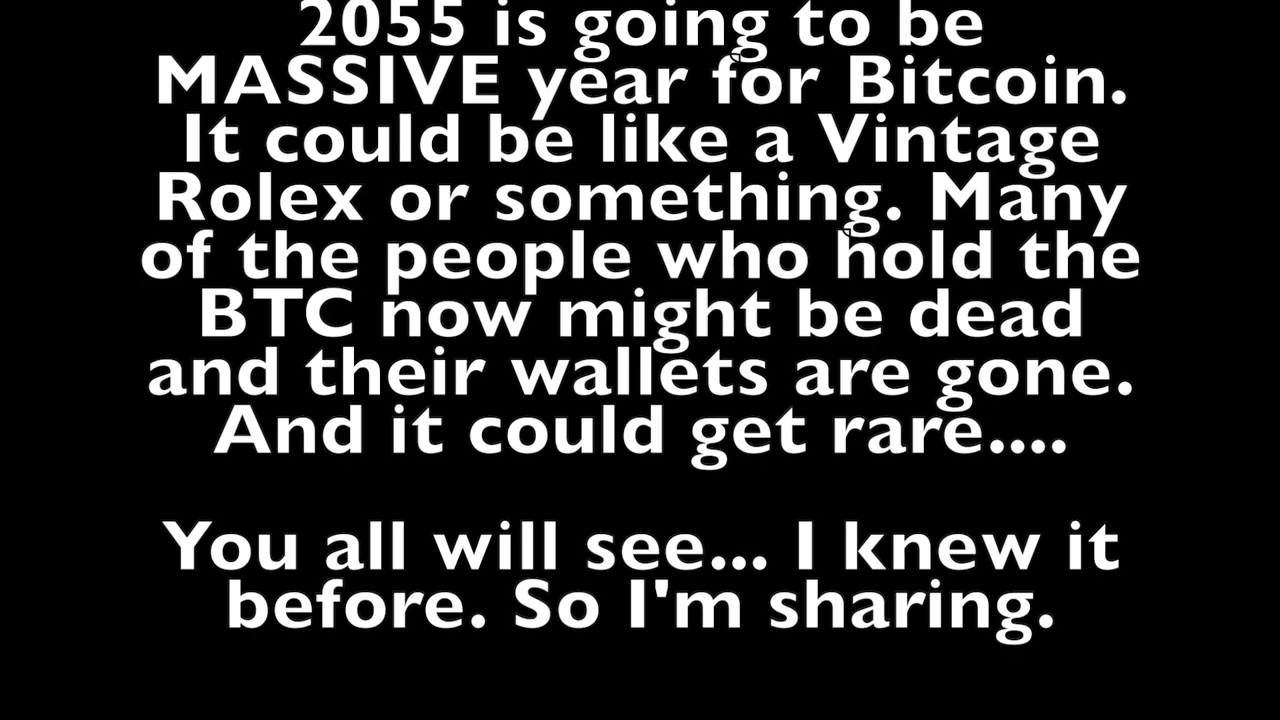 2055 is going to be
MASSIVE year for Bitcoin.
It could be like a Vintage
Rolex or something. Many
of the people who hold the
BTC now might be dead
and their wallets are gone.
And it could get rare....
You all will see... I knew it
before. So I'm sharing.